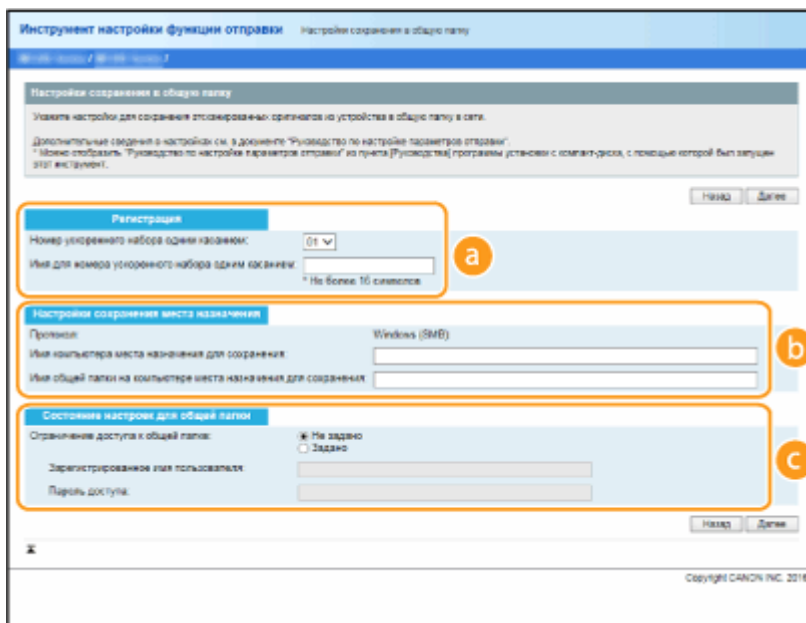 Инструмент настройки функции отправки Настройки сохранения в общую папку
Настройки сохранения в общую папку
Укажите настройки для сохранения отсканированных оригиналов из устройства в общую папку в сети.
Дополнительные сведения о настройках см. в документе "Руководство по настройке параметров отправки".
* Можно отобразить "Руководство по настройке параметров отправки" из пункта [Руководства] программы установки с компакт-диска, с помощью которой был запущен
этот инструмент.
Назад Далее
Регистрация
Номер ускоренного набора одним касанием: 01
Имя для номера ускоренного набора одним касанием:
* Не более 16 символов
a
Настройки сохранения места назначения
Протокол: Windows (SMB)
Имя компьютера места назначения для сохранения:
Имя общей папки на компьютере места назначения для сохранения:
b
Состояние настроек для общей папки
Ограничение доступа к общей папке: Не задано
Задано
Зарегистрированное имя пользователя:
Пароль доступа:
c
Назад Далее
Copyright CANON INC. 2016